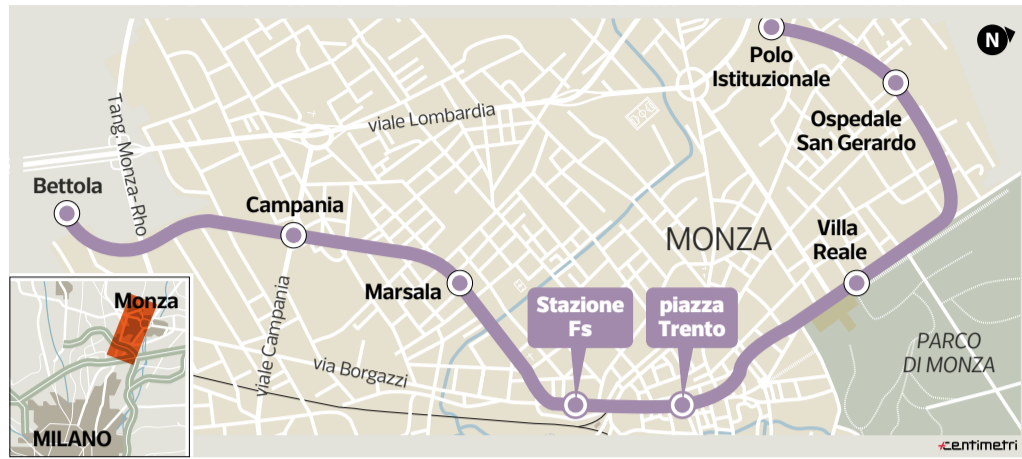 N
Polo
Istituzionale
Ospedale
San Gerardo
viale Lombardia
Tang. Monza-Rho
Bettola
Campania
Villa
Reale
MONZA
Marsala
Stazione
Fs
piazza
Trento
viale Campania
via Borgazzi
PARCO
DI MONZA
Monza
MILANO
centimetri